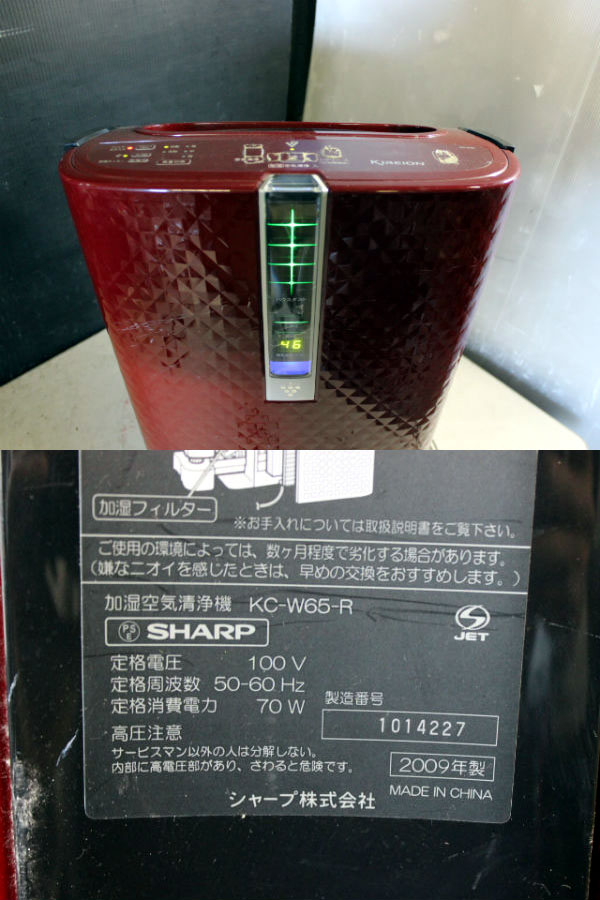 KIREION
ハウスダスト
46
加湿フィルター
※お手入れについては取扱説明書をご覧下さい。
ご使用の環境によっては、数ヶ月程度で劣化する場合があります。
(嫌なニオイを感じたときは、早めの交換をおすすめします。)
加湿空気清浄機 KC-W65-R
PS
E
SHARP
JET
定格電圧 100 V
定格周波数 50-60 Hz
定格消費電力 70 W
製造番号
1014227
高圧注意
サービスマン以外の人は分解しない。
内部に高電圧部があり、さわると危険です。
2009年製
MADE IN CHINA
シャープ株式会社